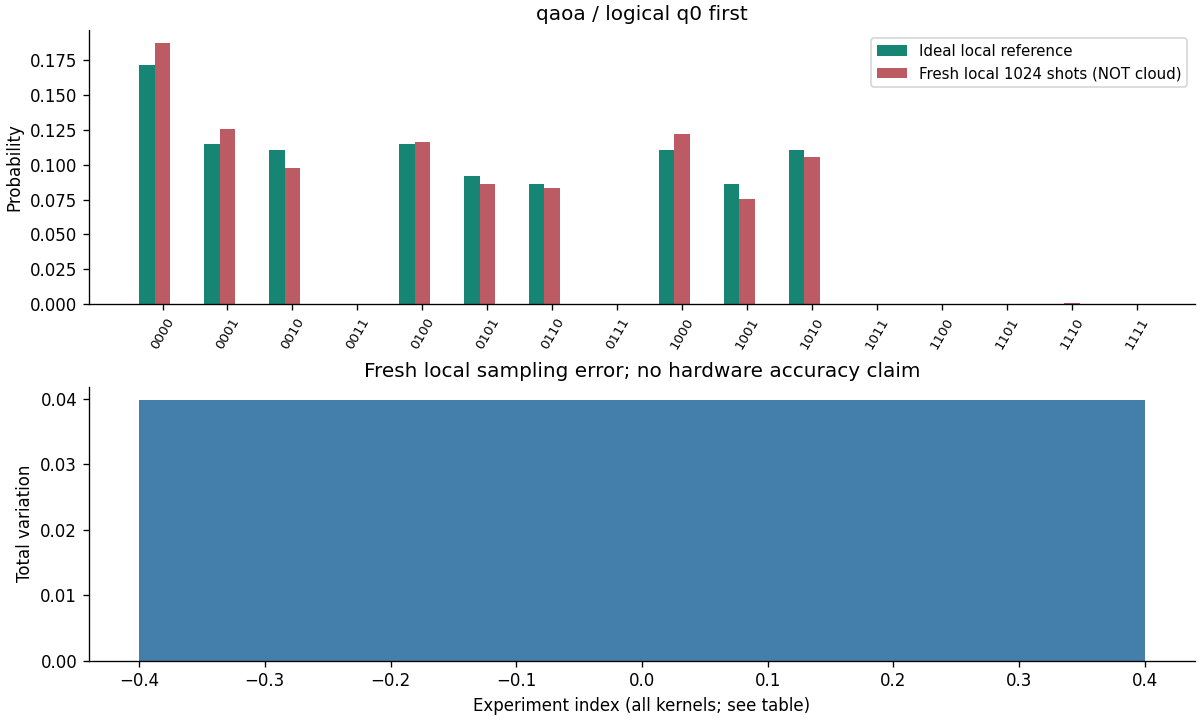 qaoa / logical q0 first
Ideal local reference
Fresh local 1024 shots (NOT cloud)
Probability
0.175
0.150
0.125
0.100
0.075
0.050
0.025
0.000
0000 0001 0010 0011 0100 0101 0110 0111 1000 1001 1010 1011 1100 1101 1110 1111
Fresh local sampling error; no hardware accuracy claim
Total variation
0.04
0.03
0.02
0.01
0.00
−0.4 −0.3 −0.2 −0.1 0.0 0.1 0.2 0.3 0.4
Experiment index (all kernels; see table)